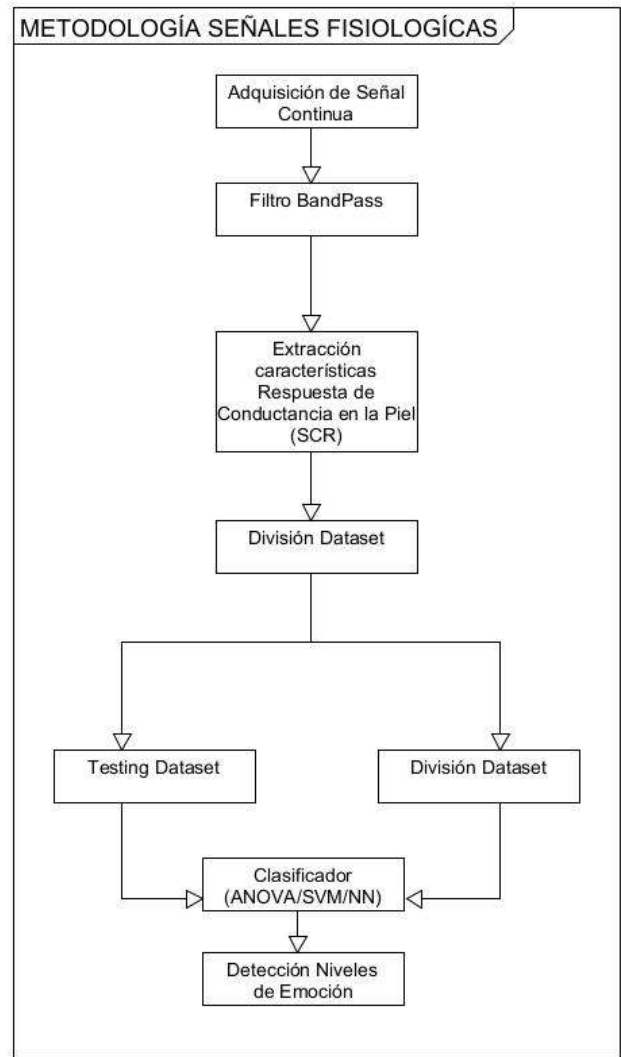 METODOLOGÍA SEÑALES FISIOLOGÍCAS
Adquisición de Señal
Continua
Filtro BandPass
Extracción
características
Respuesta de
Conductancia en la Piel
(SCR)
División Dataset
Testing Dataset
División Dataset
Clasificador
(ANOVA/SVM/NN)
Detección Niveles
de Emoción